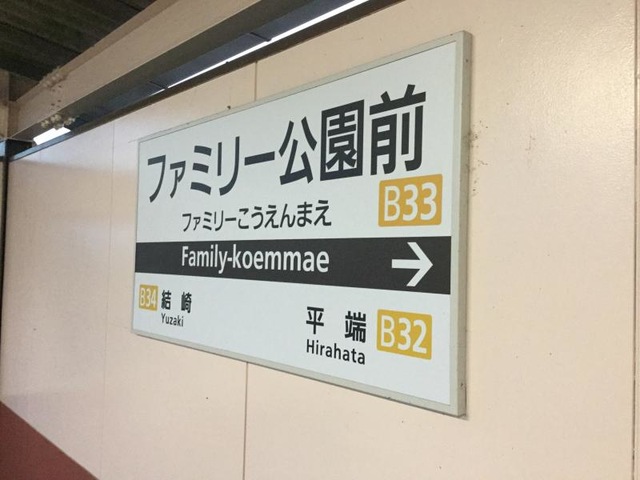 ファミリー公園前
ファミリーこうえんまえ
B33
Family-koemmae
B34 結崎
Yuzaki
平端 B32
Hirahata